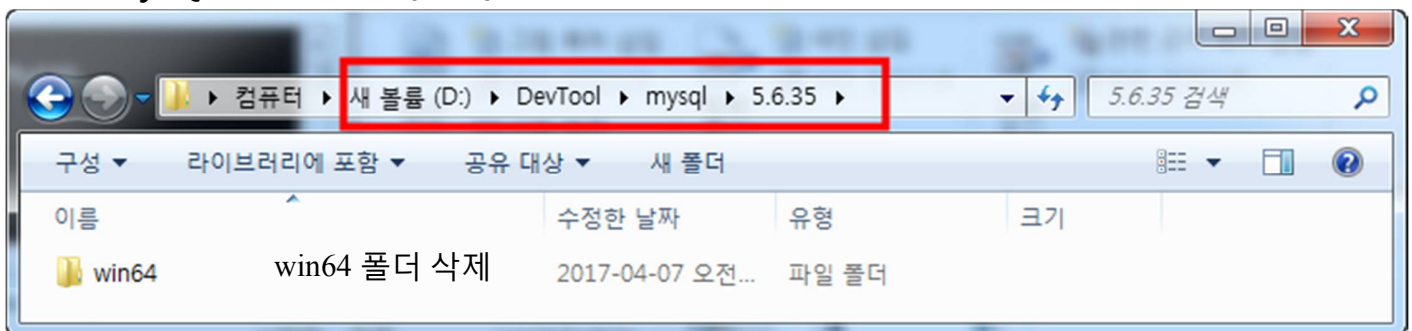 컴퓨터 ▸ 새 볼륨 (D:) ▸ DevTool ▸ mysql ▸ 5.6.35 ▸ 5.6.35 검색
구성 라이브러리에 포함 공유 대상 새 폴더
이름 수정한 날짜 유형 크기
win64 win64 폴더 삭제 2017-04-07 오전... 파일 폴더